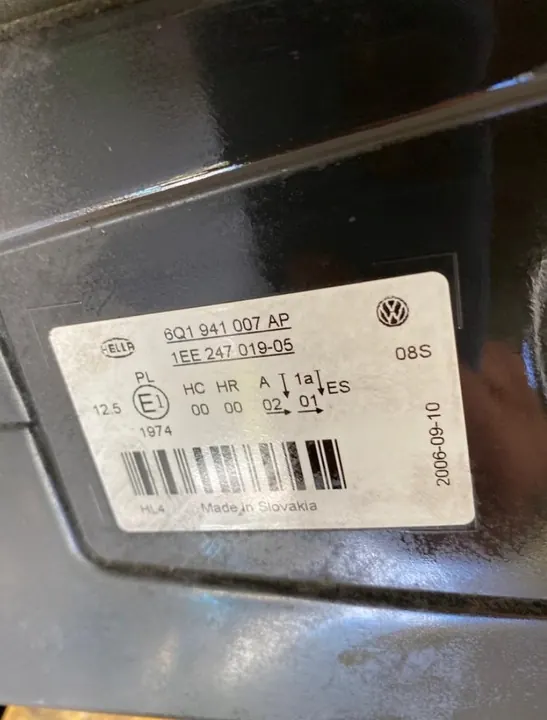 HELLA
6Q1 941 007 AP
1EE 247 019-05
08S
PL
12.5 E1 HC HR A 1a ES
00 00 02 01
1974
HL4 Made in Slovakia
2006-09-10